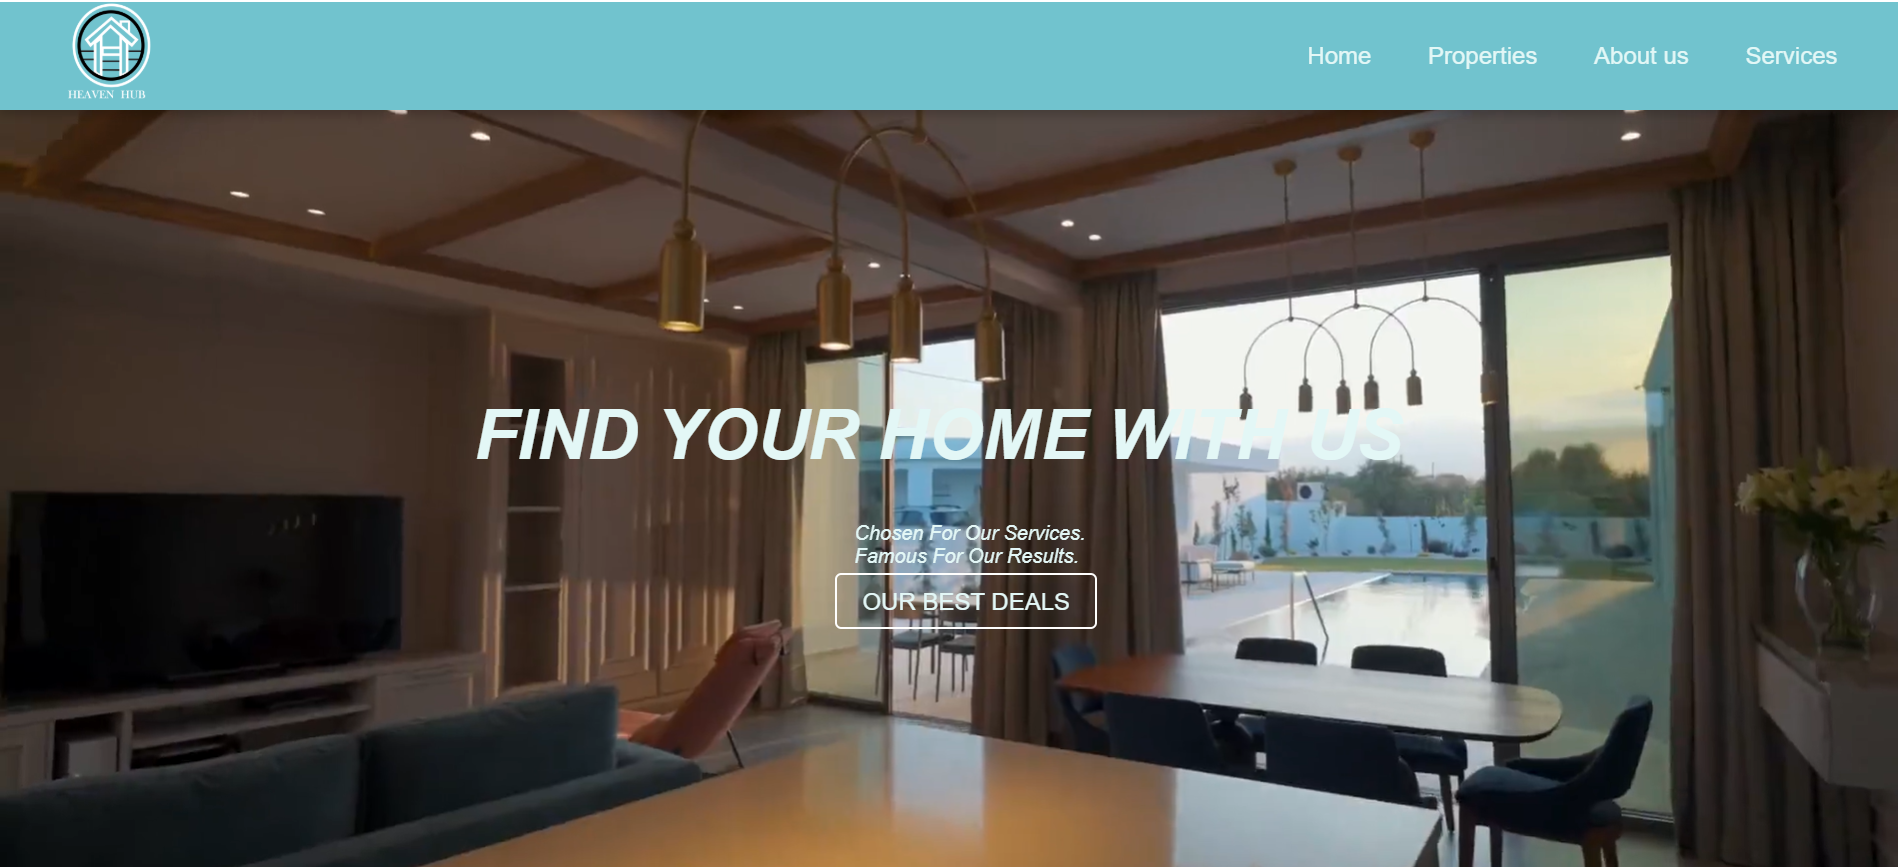 HEAVEN HUB
Home Properties About us Services
FIND YOUR HOME WITH US
Chosen For Our Services.
Famous For Our Results.
OUR BEST DEALS